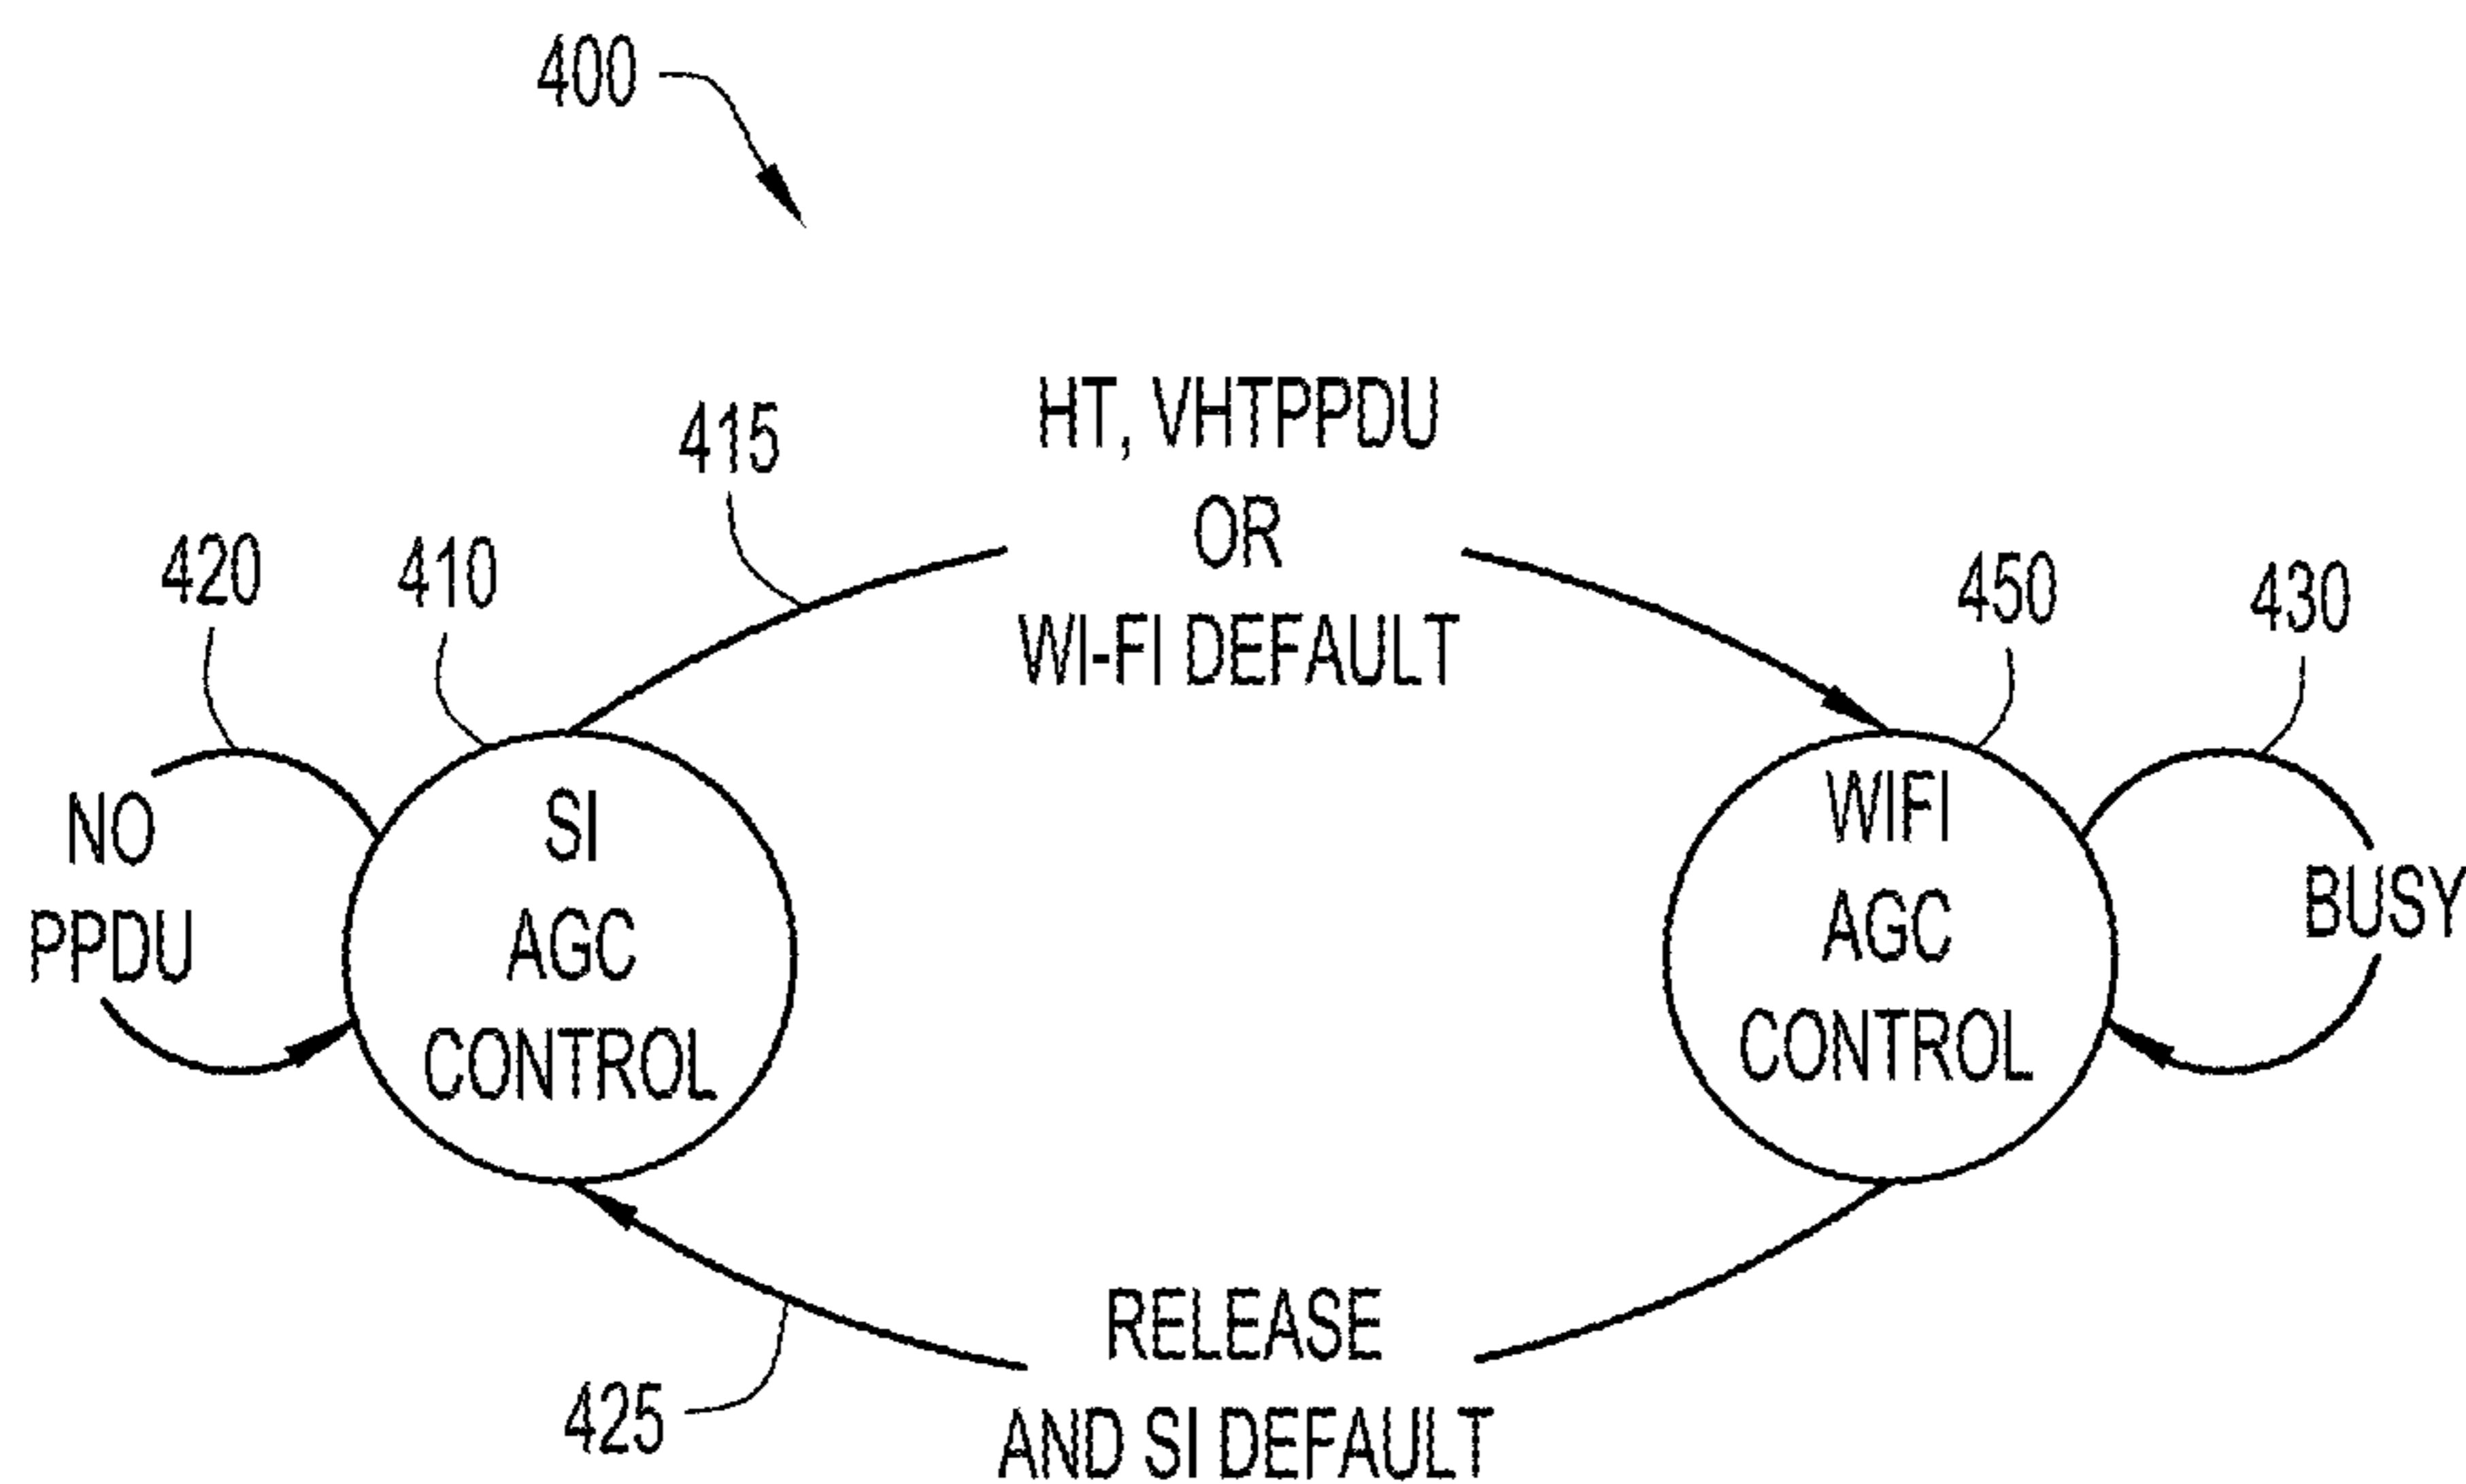 400
HT, VHTPPDU
OR
WI-FI DEFAULT
415
420
410
450
430
NO
PPDU
SI
AGC
CONTROL
WIFI
AGC
CONTROL
BUSY
RELEASE
AND SI DEFAULT
425